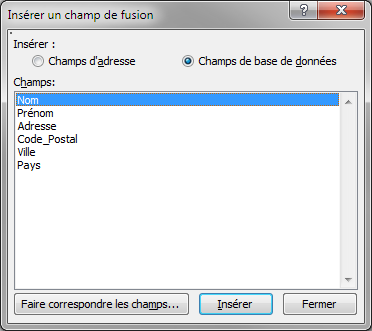 Insérer un champ de fusion
Insérer :
Champs d'adresse
Champs de base de données
Champs:
Nom
Prénom
Adresse
Code_Postal
Ville
Pays
Faire correspondre les champs...
Insérer
Fermer